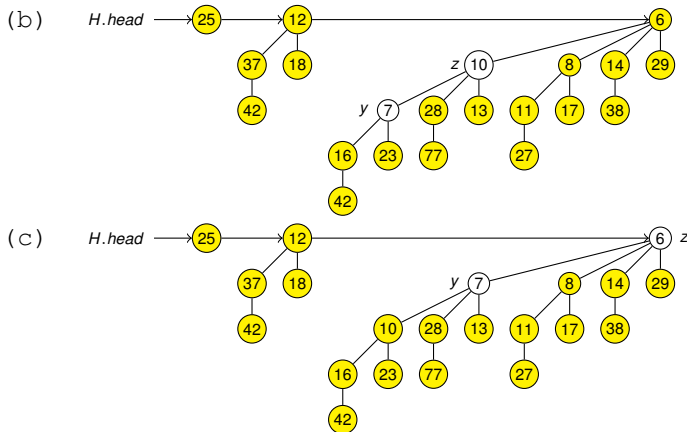 (b) H.head 25 12 6
37 18 z 10 8 14 29
42 y 7 28 13 11 17 38
16 23 77 27
42
(c) H.head 25 12 6 z
37 18 y 7 8 14 29
42 10 28 13 11 17 38
16 23 77 27
42